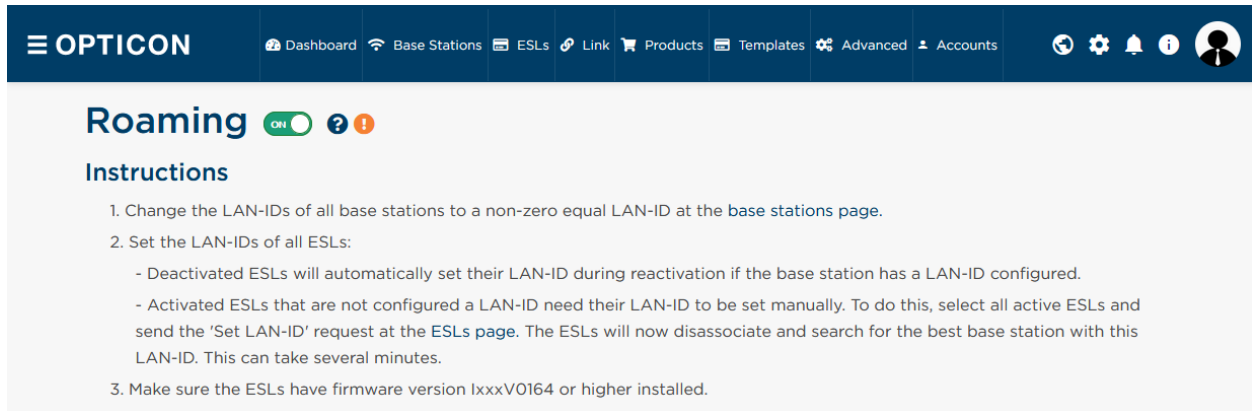 OPTICON Dashboard Base Stations ESLs Link Products Templates Advanced Accounts
Roaming ON
Instructions
1. Change the LAN-IDs of all base stations to a non-zero equal LAN-ID at the base stations page.
2. Set the LAN-IDs of all ESLs:
- Deactivated ESLs will automatically set their LAN-ID during reactivation if the base station has a LAN-ID configured.
- Activated ESLs that are not configured a LAN-ID need their LAN-ID to be set manually. To do this, select all active ESLs and
send the 'Set LAN-ID' request at the ESLs page. The ESLs will now disassociate and search for the best base station with this
LAN-ID. This can take several minutes.
3. Make sure the ESLs have firmware version IxxxV0164 or higher installed.